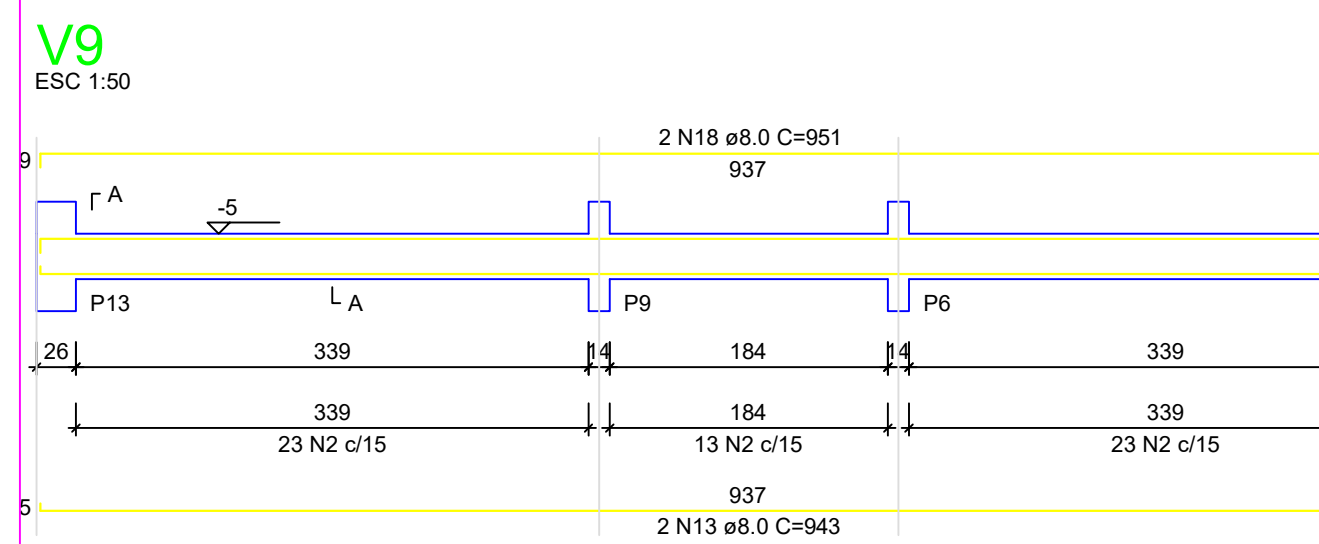 V9
ESC 1:50
2 N18 ø8.0 C=951
9
937
A
-5
P13
A
P9
P6
26
339
14
184
14
339
339
184
339
23 N2 c/15
13 N2 c/15
23 N2 c/15
937
5
2 N13 ø8.0 C=943